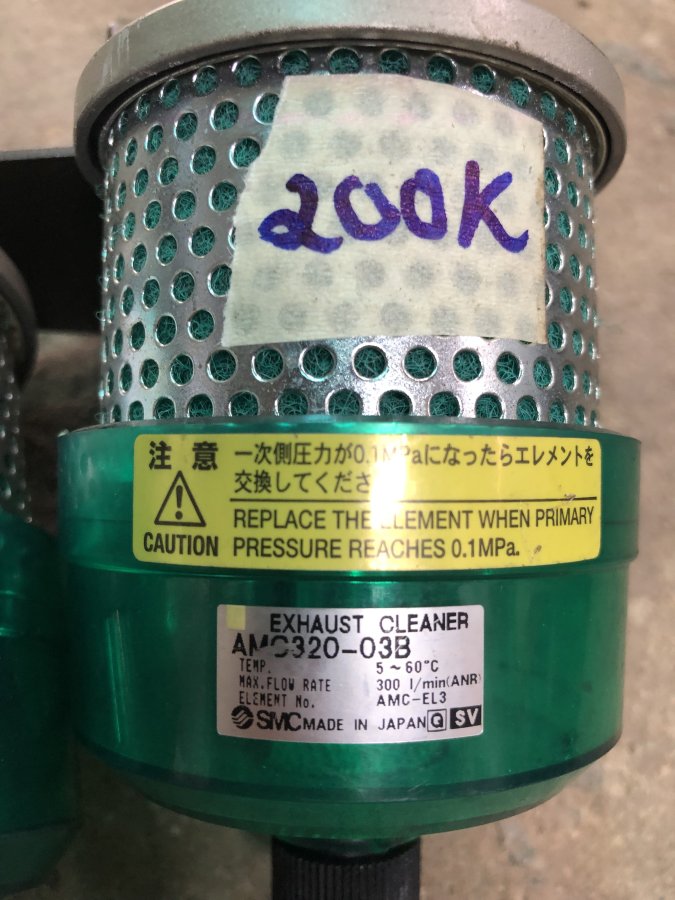 200K
注意 一次側圧力が0.1MPaになったらエレメントを
交換してくださ
CAUTION
REPLACE THE ELEMENT WHEN PRIMARY
PRESSURE REACHES 0.1MPa.
EXHAUST CLEANER
AMC320-03B
TEMP. 5~60°C
MAX.FLOW RATE 300 l/min(ANR)
ELEMENT No. AMC-EL3
SMC MADE IN JAPAN G SV